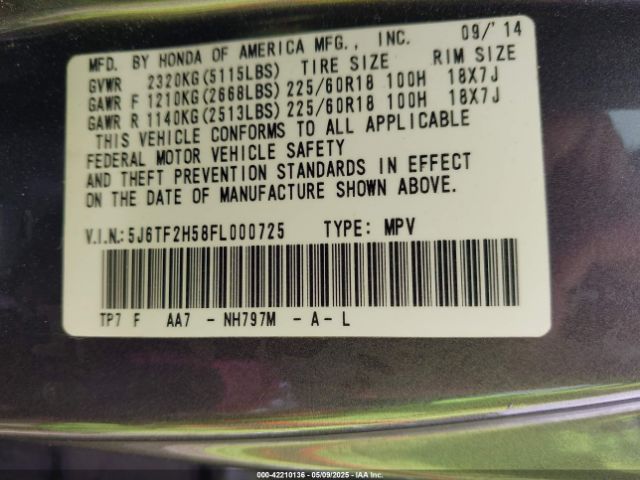 MFD. BY HONDA OF AMERICA MFG., INC. 09/'14
GVWR 2320KG(5115LBS) TIRE SIZE RIM SIZE
GAWR F 1210KG(2668LBS) 225/60R18 100H 18X7J
GAWR R 1140KG(2513LBS) 225/60R18 100H 18X7J
THIS VEHICLE CONFORMS TO ALL APPLICABLE
FEDERAL MOTOR VEHICLE SAFETY
AND THEFT PREVENTION STANDARDS IN EFFECT
ON THE DATE OF MANUFACTURE SHOWN ABOVE.
V.I.N.: 5J6TF2H58FL000725 TYPE: MPV
TP7 F AA7 - NH797M - A - L
000-42210136 - 05/09/2025 - IAA Inc.